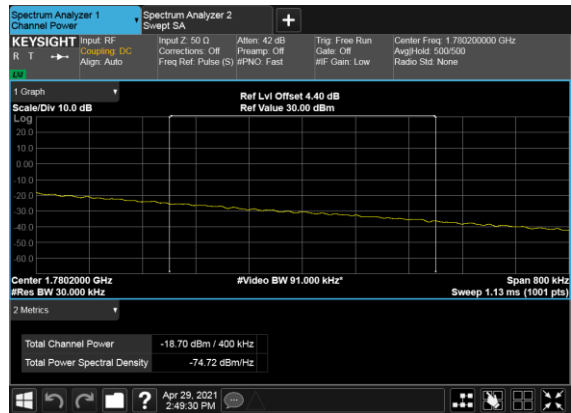 Spectrum Analyzer 1
Channel Power
Spectrum Analyzer 2
Swept SA
KEYSIGHT
R T
LXI
Input: RF
Coupling: DC
Align: Auto
Input Z: 50 Ω
Corrections: Off
Freq Ref: Pulse (S)
Atten: 42 dB
Preamp: Off
#PNO: Fast
Trig: Free Run
Gate: Off
#IF Gain: Low
Center Freq: 1.780200000 GHz
Avg|Hold: 500/500
Radio Std: None
1 Graph
Scale/Div 10.0 dB
Ref Lvl Offset 4.40 dB
Ref Value 30.00 dBm
Log
20.0
10.0
0.00
-10.0
-20.0
-30.0
-40.0
-50.0
-60.0
Center 1.7802000 GHz
#Res BW 30.000 kHz
#Video BW 91.000 kHz*
Span 800 kHz
Sweep 1.13 ms (1001 pts)
2 Metrics
Total Channel Power -18.70 dBm / 400 kHz
Total Power Spectral Density -74.72 dBm/Hz
?
Apr 29, 2021
2:49:30 PM